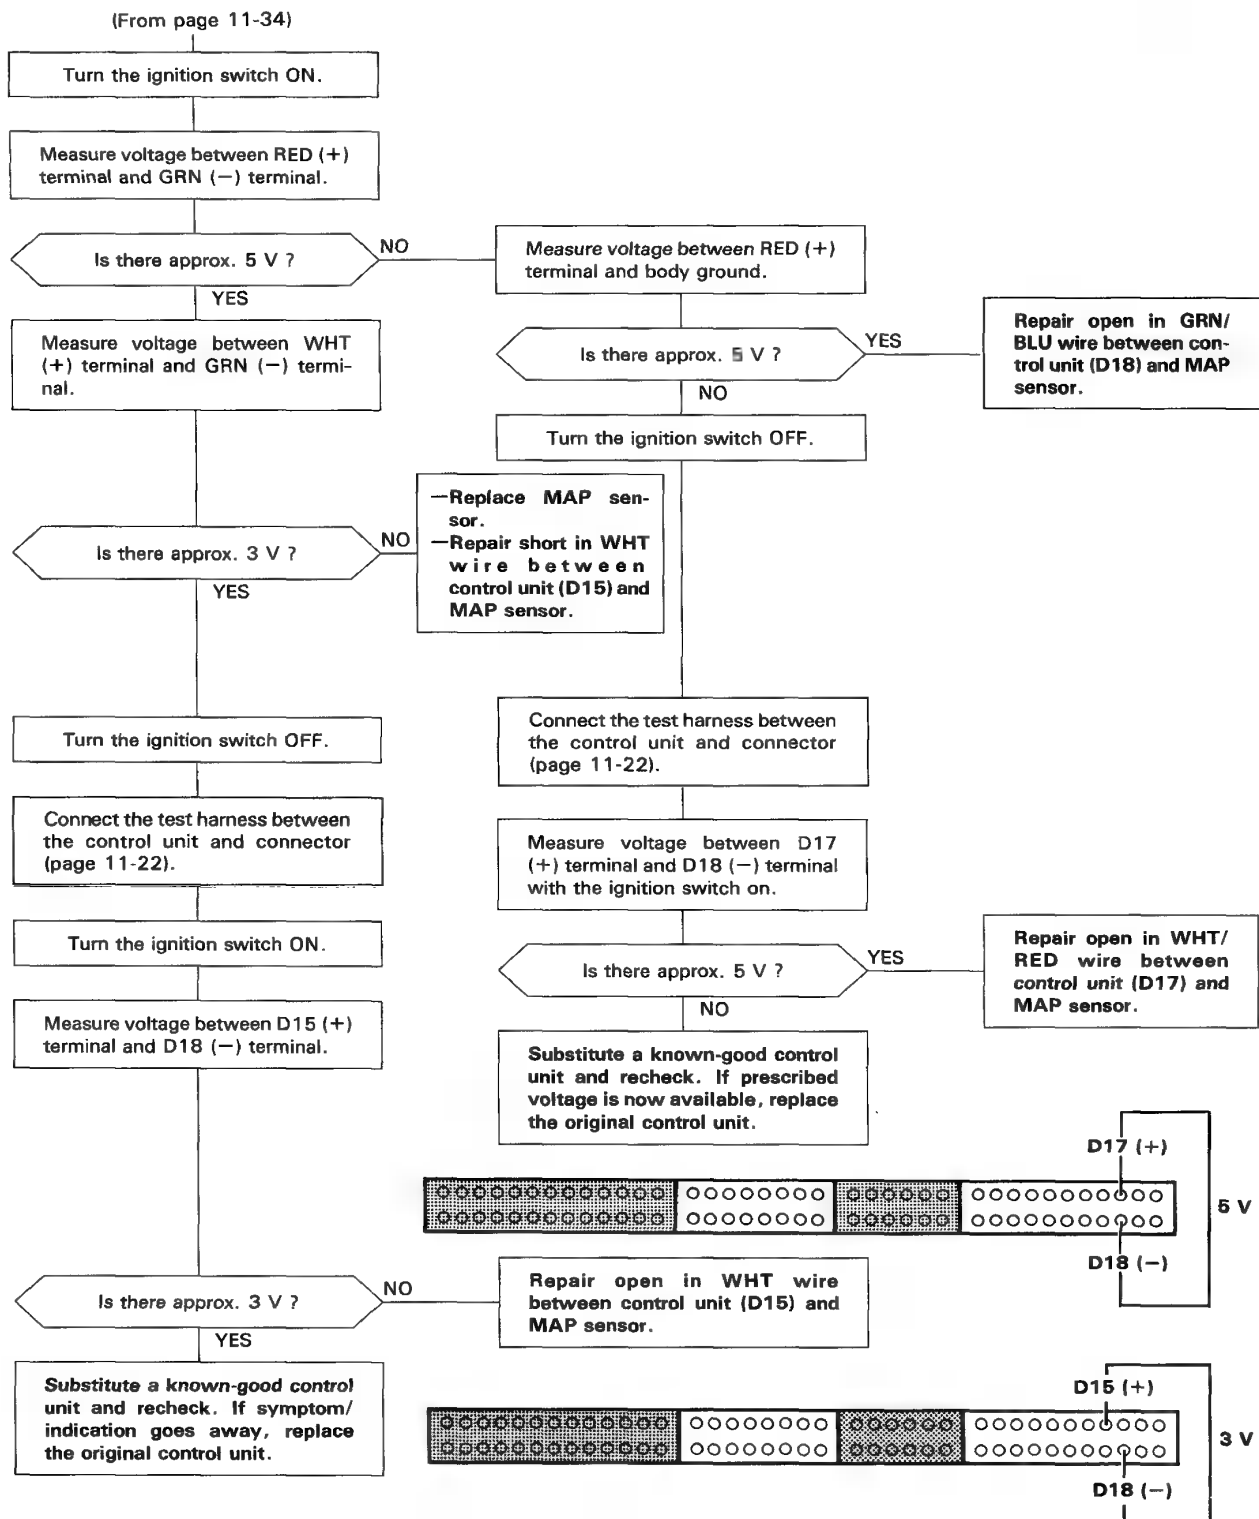 (From page 11-34)
Turn the ignition switch ON.
Measure voltage between RED (+)
terminal and GRN (−) terminal.
Is there approx. 5 V ?
NO
YES
Measure voltage between RED (+)
terminal and body ground.
Is there approx. 5 V ?
YES
NO
Repair open in GRN/
BLU wire between con-
trol unit (D18) and MAP
sensor.
Measure voltage between WHT
(+) terminal and GRN (−) termi-
nal.
Turn the ignition switch OFF.
Is there approx. 3 V ?
NO
YES
—Replace MAP sen-
sor.
—Repair short in WHT
wire between
control unit (D15) and
MAP sensor.
Turn the ignition switch OFF.
Connect the test harness between
the control unit and connector
(page 11-22).
Turn the ignition switch ON.
Measure voltage between D15 (+)
terminal and D18 (−) terminal.
Connect the test harness between
the control unit and connector
(page 11-22).
Measure voltage between D17
(+) terminal and D18 (−) terminal
with the ignition switch on.
Is there approx. 5 V ?
YES
NO
Repair open in WHT/
RED wire between
control unit (D17) and
MAP sensor.
Substitute a known-good control
unit and recheck. If prescribed
voltage is now available, replace
the original control unit.
D17 (+)
5 V
D18 (−)
Is there approx. 3 V ?
NO
YES
Repair open in WHT wire
between control unit (D15) and
MAP sensor.
Substitute a known-good control
unit and recheck. If symptom/
indication goes away, replace
the original control unit.
D15 (+)
3 V
D18 (−)